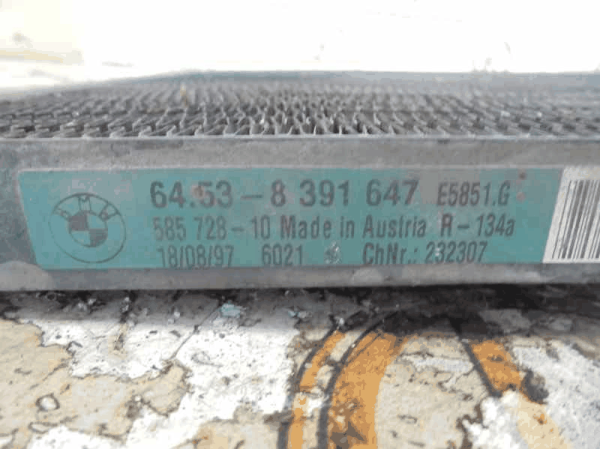 64.53 - 8 391 647 E5851.G
585 728 - 10 Made in Austria R - 134a
18/08/97 6021 ChNr.: 232307